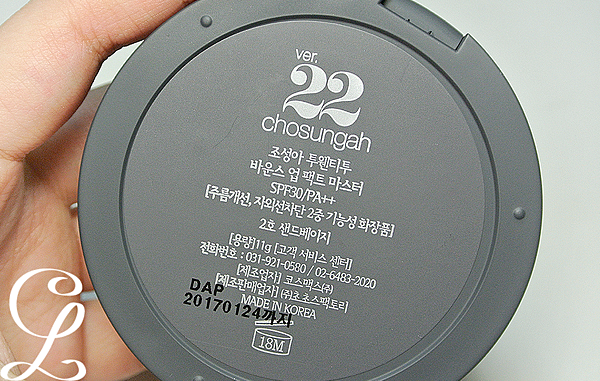 ver.
22
chosungah
조성아 투웬티투
바운스 업 팩트 마스터
SPF30/PA++
[주름개선, 자외선차단 2중 기능성 화장품]
2호 샌드베이지
[용량]11g [고객 서비스 센터]
전화번호 : 031-921-0580 / 02-6483-2020
[제조업자] 코스맥스(주)
[제조판매업자] (주)초초스팩토리
DAP
MADE IN KOREA
20170124까지
18M
CL